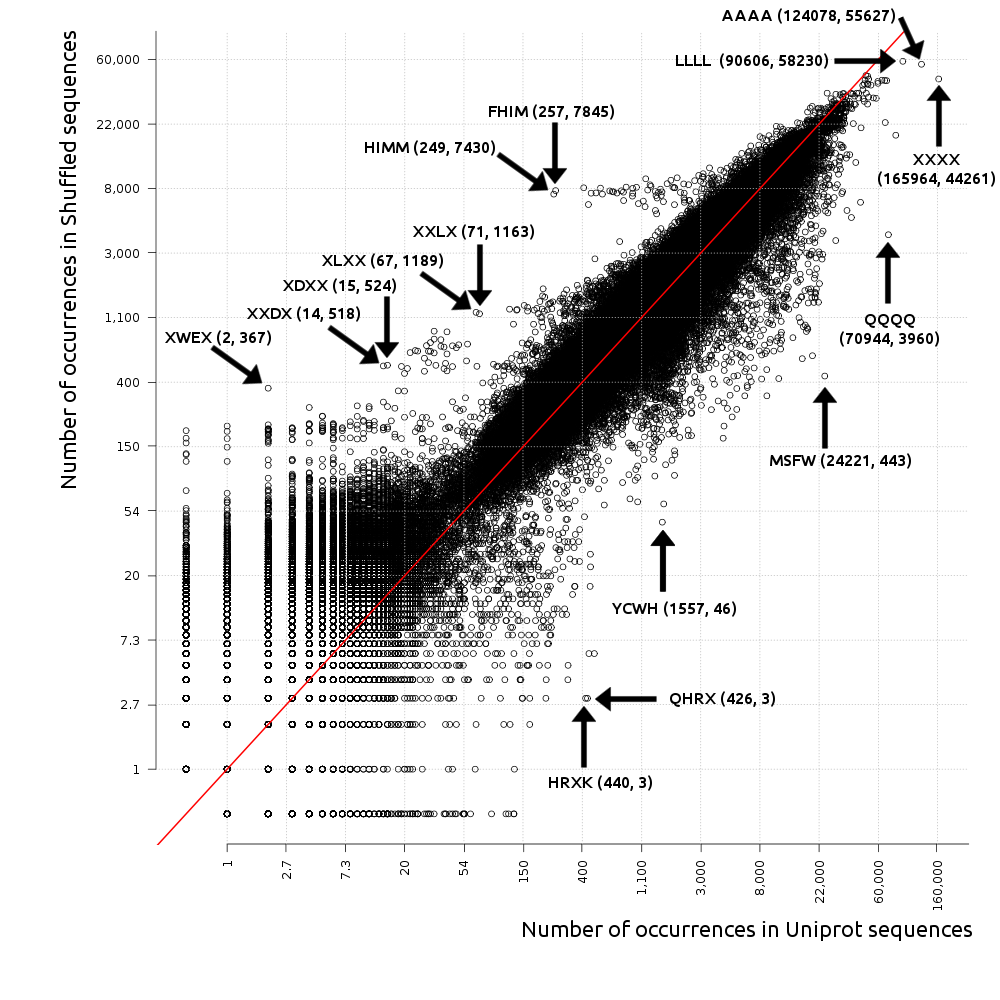 AAAA (124078, 55627)
LLLL (90606, 58230)
FHIM (257, 7845)
HIMM (249, 7430)
XXXX
(165964, 44261)
XXLX (71, 1163)
XLXX (67, 1189)
XDXX (15, 524)
XXDX (14, 518)
XWEX (2, 367)
QQQQ
(70944, 3960)
MSFW (24221, 443)
YCWH (1557, 46)
QHRX (426, 3)
HRXK (440, 3)
Number of occurrences in Shuffled sequences
60,000
22,000
8,000
3,000
1,100
400
150
54
20
7.3
2.7
1
1
2.7
7.3
20
54
150
400
1,100
3,000
8,000
22,000
60,000
160,000
Number of occurrences in Uniprot sequences